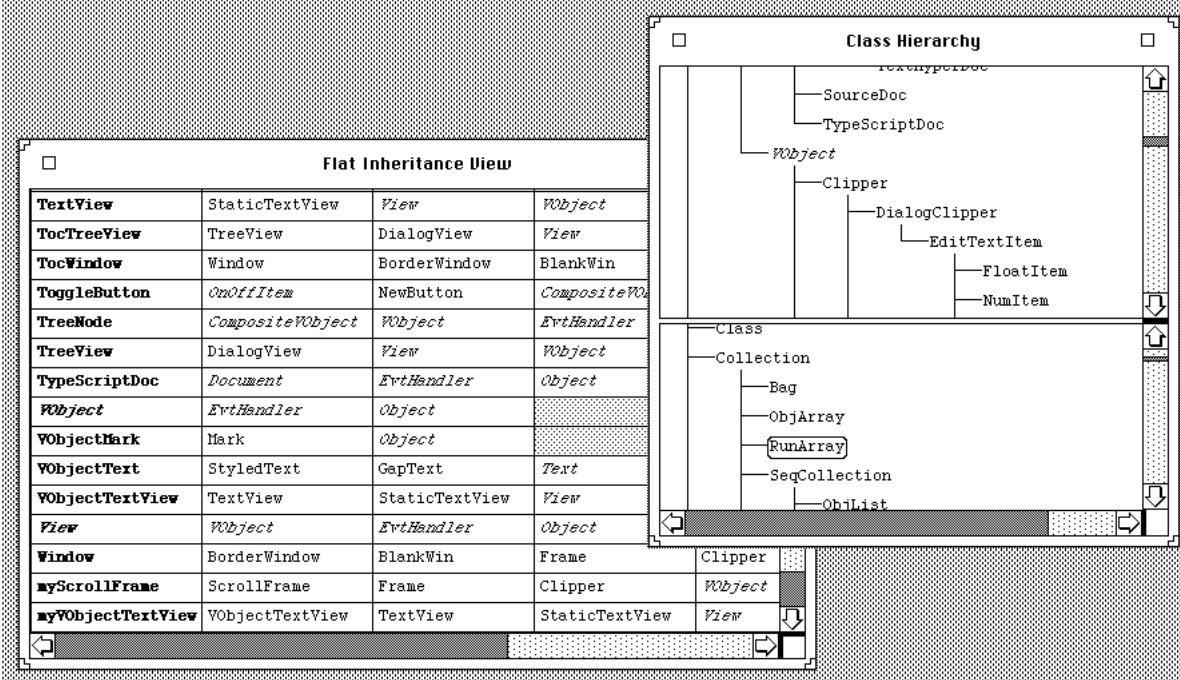 Class Hierarchy
TextHyperDoc
SourceDoc
TypeScriptDoc
VObject
Clipper
DialogClipper
EditTextItem
FloatItem
NumItem
Class
Collection
Bag
ObjArray
RunArray
SeqCollection
ObjList
Flat Inheritance View
TextView StaticTextView View VObject
TocTreeView TreeView DialogView View
TocWindow Window BorderWindow BlankWin
ToggleButton OnOffItem NewButton
TreeNode CompositeVObject VObject EvtHandler
TreeView DialogView View VObject
TypeScriptDoc Document EvtHandler Object
VObject EvtHandler Object
VObjectMark Mark Object
VObjectText StyledText GapText Text
VObjectTextView TextView StaticTextView View
View VObject EvtHandler Object
Window BorderWindow BlankWin Frame Clipper
myScrollFrame ScrollFrame Frame Clipper VObject
myVObjectTextView VObjectTextView TextView StaticTextView View